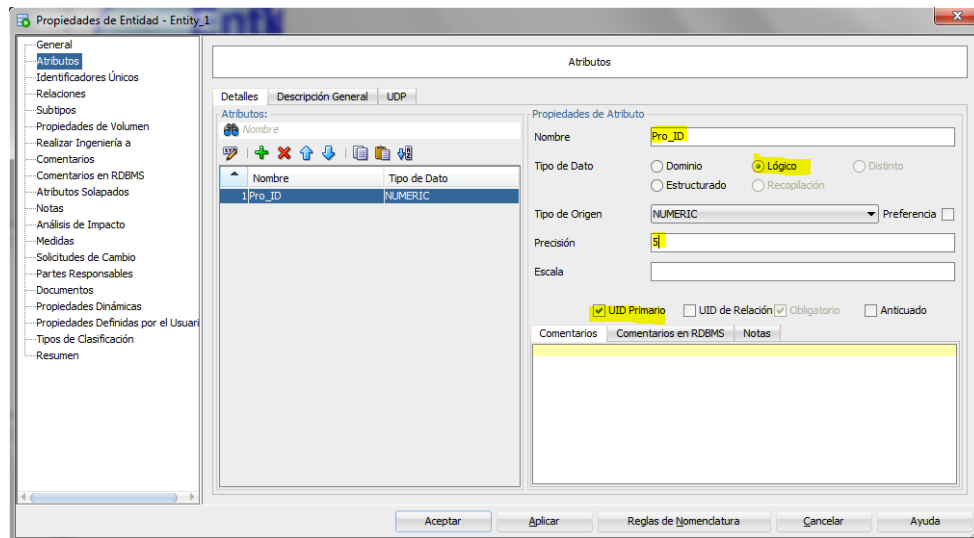 Propiedades de Entidad - Entity_1
General
Atributos
Identificadores Únicos
Relaciones
Subtipos
Propiedades de Volumen
Realizar Ingeniería a
Comentarios
Comentarios en RDBMS
Atributos Solapados
Notas
Análisis de Impacto
Medidas
Solicitudes de Cambio
Partes Responsables
Documentos
Propiedades Dinámicas
Propiedades Definidas por el Usuari
Tipos de Clasificación
Resumen
Atributos
Detalles Descripción General UDP
Atributos:
Nombre
Nombre Tipo de Dato
1 Pro_ID NUMERIC
Propiedades de Atributo
Nombre Pro_ID
Tipo de Dato Dominio Lógico Distinto
Estructurado Recopilación
Tipo de Origen NUMERIC Preferencia
Precisión 5
Escala
UID Primario UID de Relación Obligatorio Anticuado
Comentarios Comentarios en RDBMS Notas
Aceptar Aplicar Reglas de Nomenclatura Cancelar Ayuda